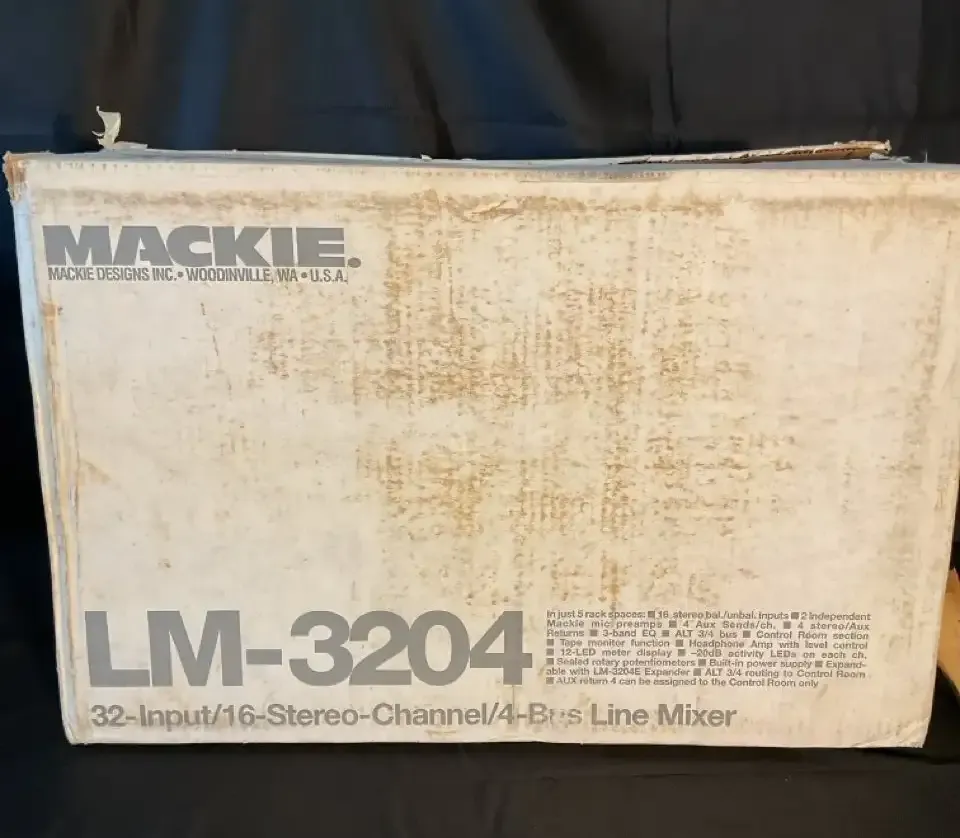 MACKIE.
MACKIE DESIGNS INC. • WOODINVILLE, WA • U.S.A.
LM-3204
32-Input/16-Stereo-Channel/4-Bus Line Mixer
In just 5 rack spaces: ■ 16 stereo bal./unbal. inputs ■ 2 Independent
Mackie mic preamps ■ 4 Aux Sends/ch. ■ 4 stereo/Aux
Returns ■ 3-band EQ ■ ALT 3/4 bus ■ Control Room section
■ Tape monitor function ■ Headphone Amp with level control
■ 12-LED meter display ■ -20dB activity LEDs on each ch.
■ Sealed rotary potentiometers ■ Built-in power supply ■ Expand-
able with LM-3204E Expander ■ ALT 3/4 routing to Control Room
■ AUX return 4 can be assigned to the Control Room only